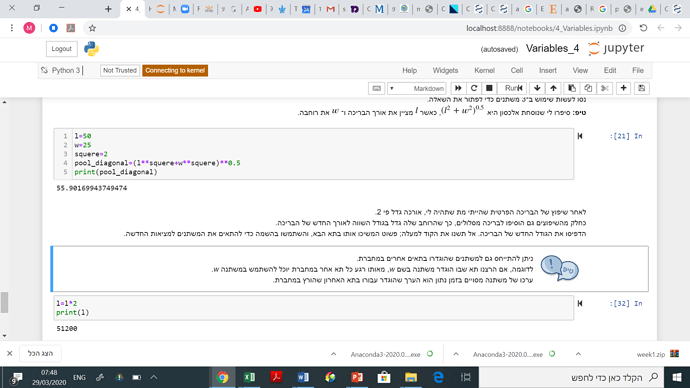 4
localhost:8888/notebooks/4_Variables.ipynb
Logout
(autosaved) Variables_4 jupyter
Python 3
Not Trusted
Connecting to kernel
Help Widgets Kernel Cell Insert View Edit File
Markdown
Run
נסו לעשות שימוש ב־3 משתנים כדי לפתור את השאלה.
טיפ: סיפרו לי שנוסחת אלכסון היא (l² + w²)^0.5, כאשר l מציין את אורך הבריכה ו־ w את רוחבה.
[21] In:
1 l=50
2 w=25
3 squere=2
4 pool_diagonal=(l**squere+w**squere)**0.5
5 print(pool_diagonal)
55.90169943749474
לאחר שיפוץ של הבריכה הפרטית שהייתי מת שתהיה לי, אורכה גדל פי 2.
כחלק מהשיפוצים גם הוסיפו לבריכה מסלולים, כך שהרוחב שלה גדל בגודל השווה לאורך החדש של הבריכה.
הדפיסו את הגודל החדש של הבריכה. אל תשנו את הקוד למעלה; פשוט המשיכו אותו בתא הבא, והשתמשו בהשמה כדי להתאים את המשתנים למציאות החדשה.
ניתן להתייחס גם למשתנים שהוגדרו בתאים אחרים במחברת.
לדוגמה, אם הרצנו תא שבו הוגדר משתנה בשם w, מאותו רגע כל תא אחר במחברת יוכל להשתמש במשתנה w.
ערכו של משתנה מסויים בזמן נתון הוא הערך שהוגדר עבורו בתא האחרון שהורץ במחברת.
טיפ
[32] In:
l=l*2
print(l)
51200
הצג הכל
Anaconda3-2020.0....exe
Anaconda3-2020.0....exe
week1.zip
07:48
29/03/2020
ENG
הקלד כאן כדי לחפש